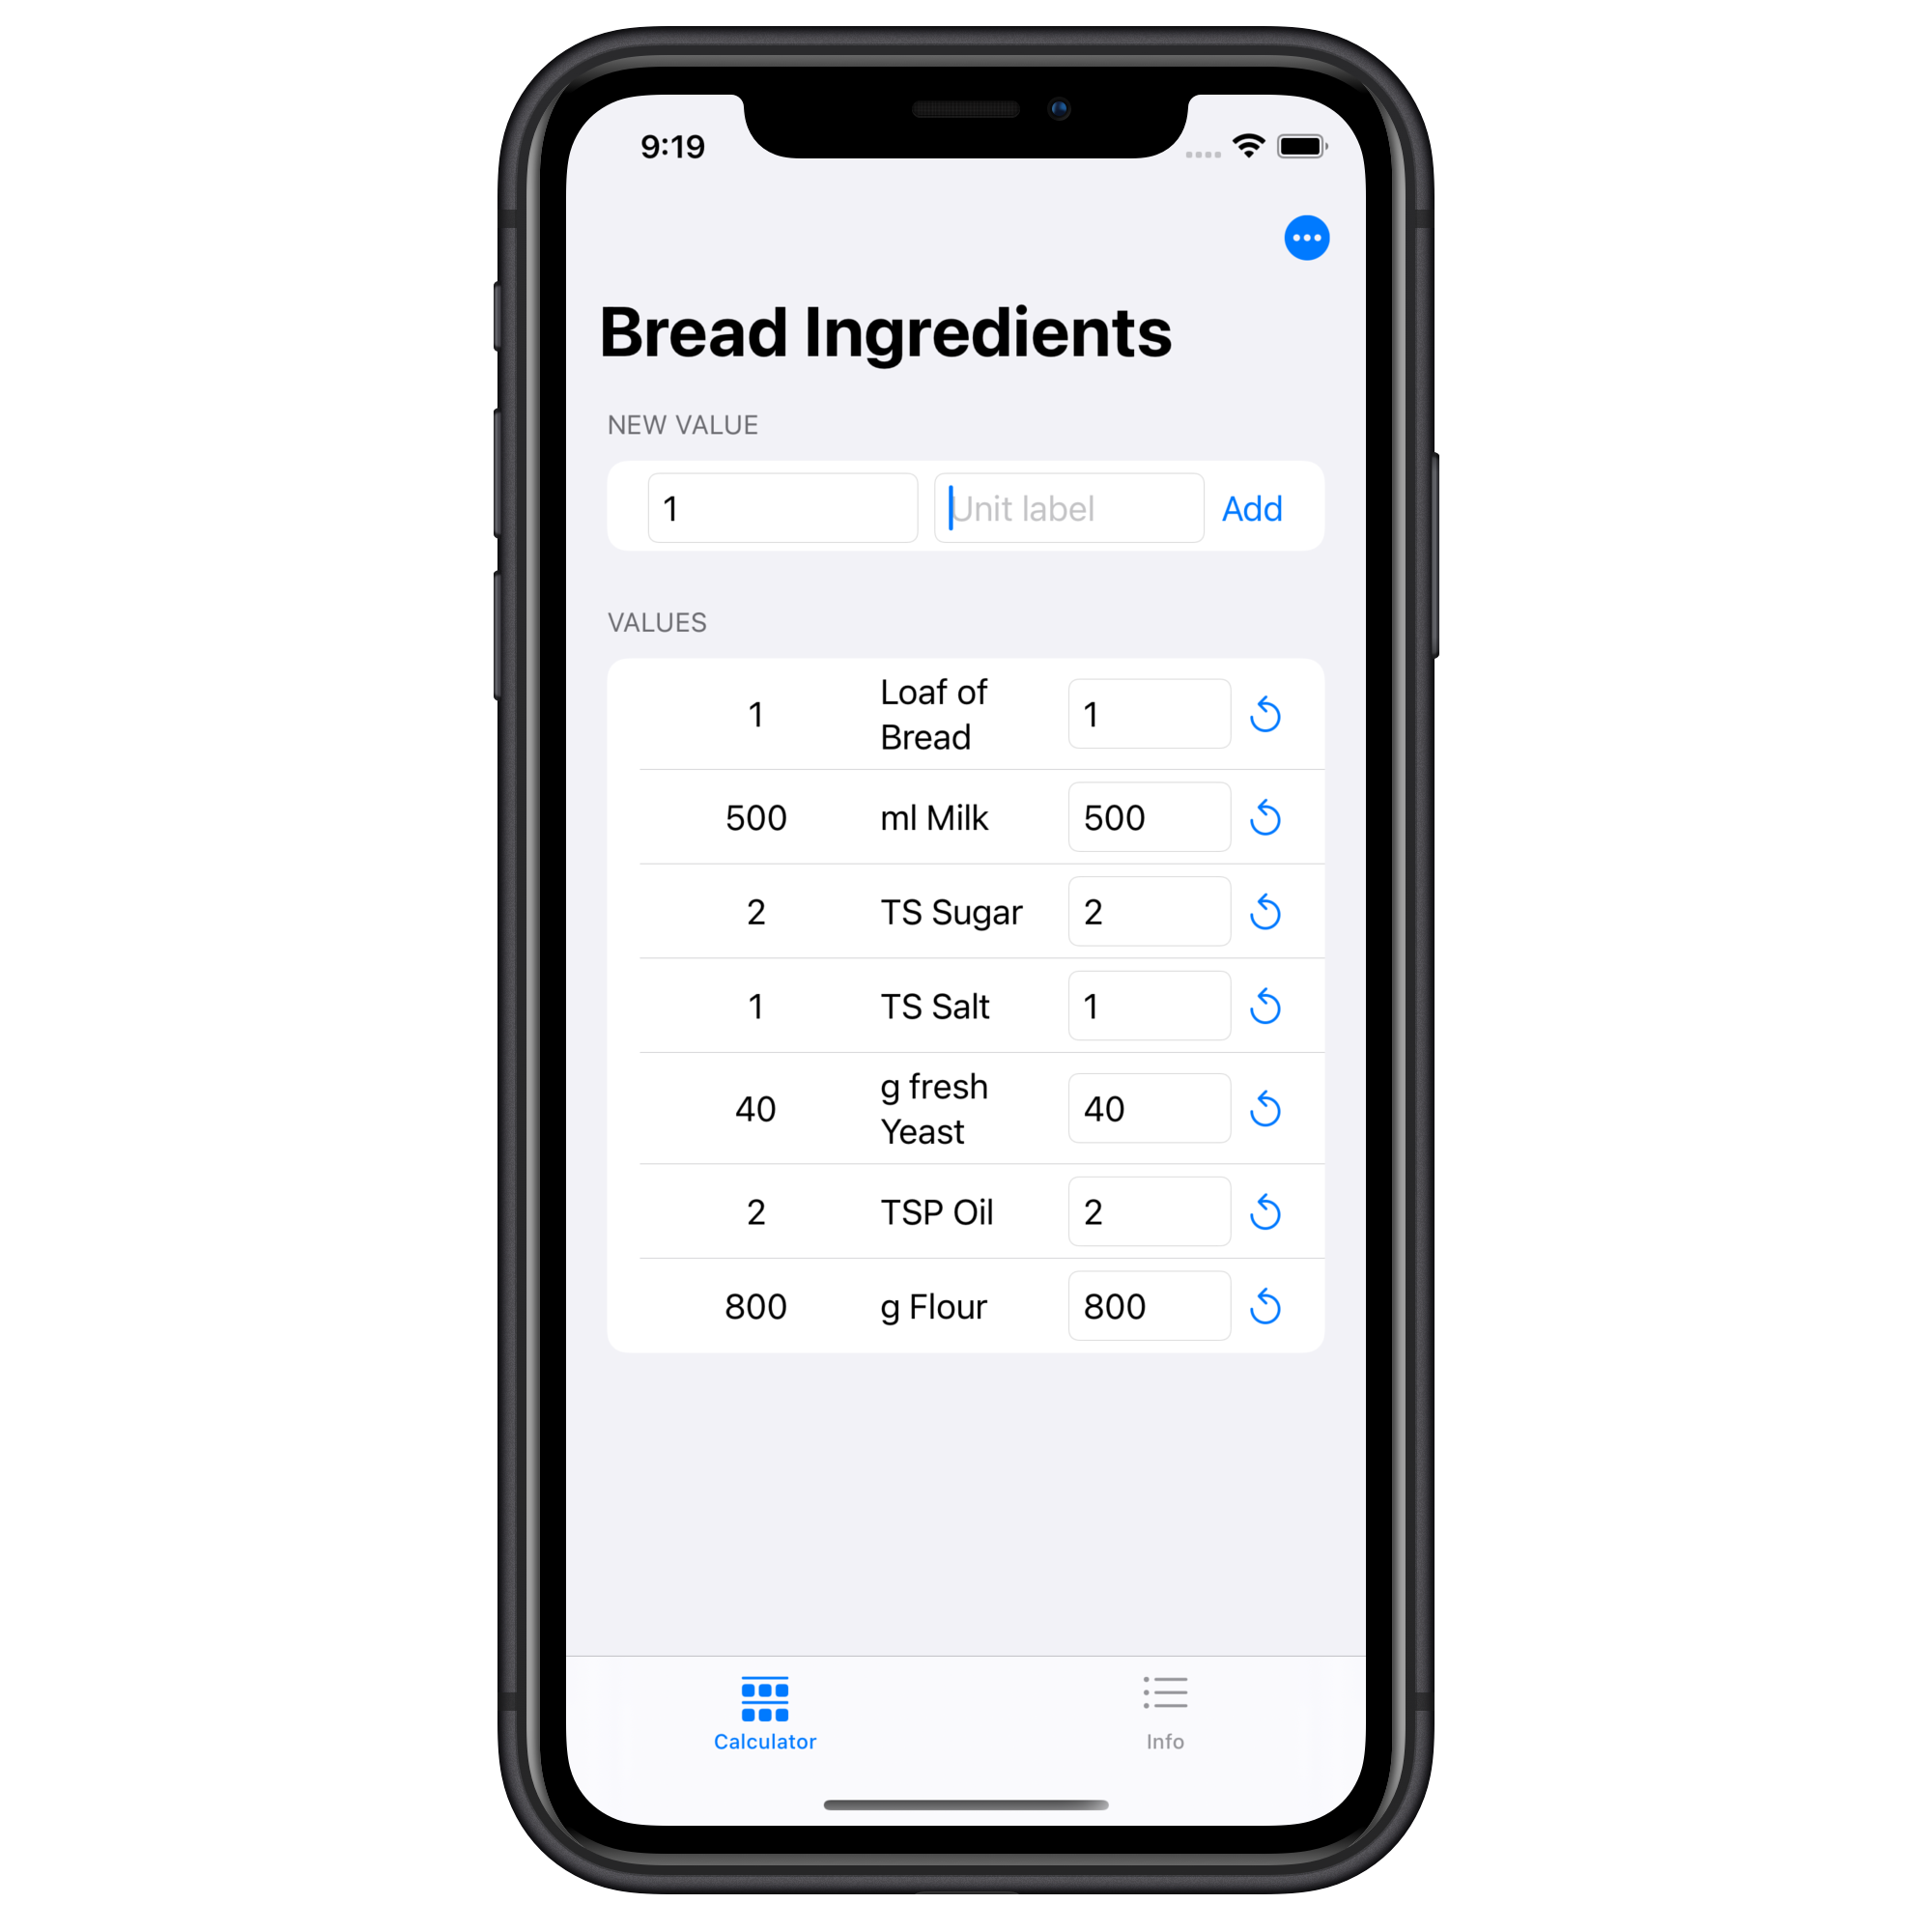 9:19
Bread Ingredients
NEW VALUE
1 Unit label Add
VALUES
1 Loaf of Bread 1
500 ml Milk 500
2 TS Sugar 2
1 TS Salt 1
40 g fresh Yeast 40
2 TSP Oil 2
800 g Flour 800
Calculator Info